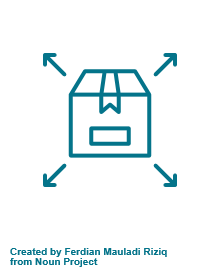 Created by Ferdian Mauladi Riziq
from Noun Project